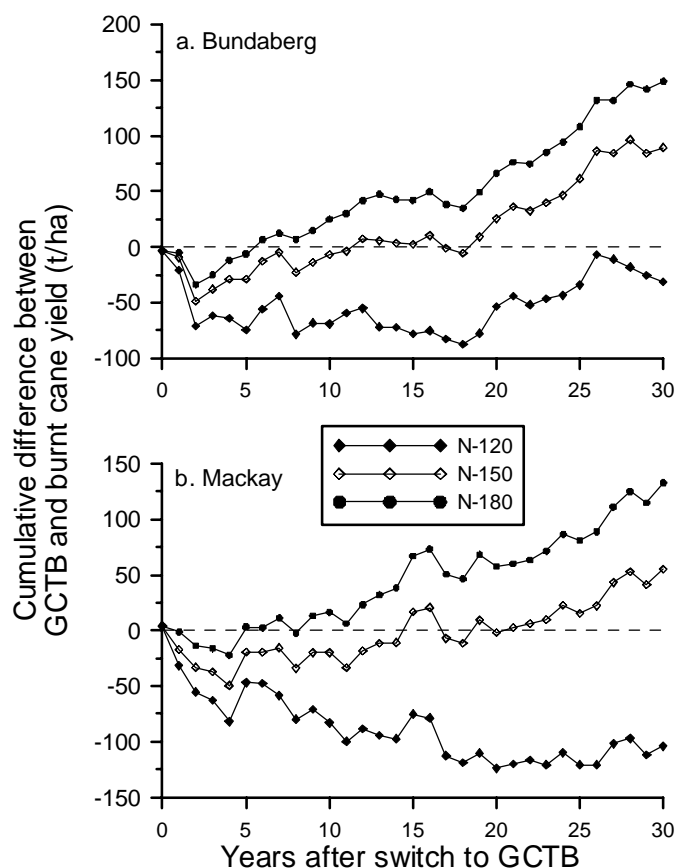 Cumulative difference between
GCTB and burnt cane yield (t/ha)
a. Bundaberg
200
150
100
50
0
-50
-100
0 5 10 15 20 25 30
b. Mackay
N-120
N-150
N-180
150
100
50
0
-50
-100
-150
0 5 10 15 20 25 30
Years after switch to GCTB